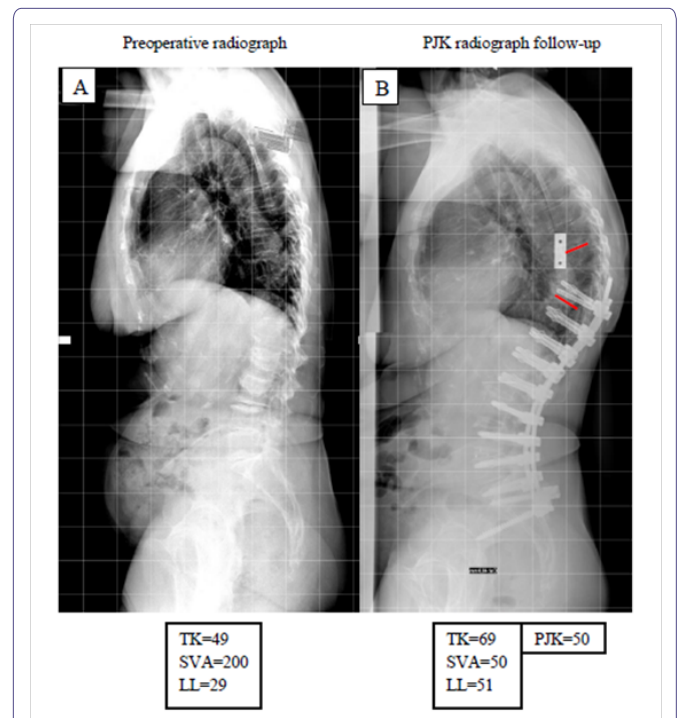 Preoperative radiograph
PJK radiograph follow-up
A
B
TK=49
SVA=200
LL=29
TK=69
SVA=50
LL=51
PJK=50